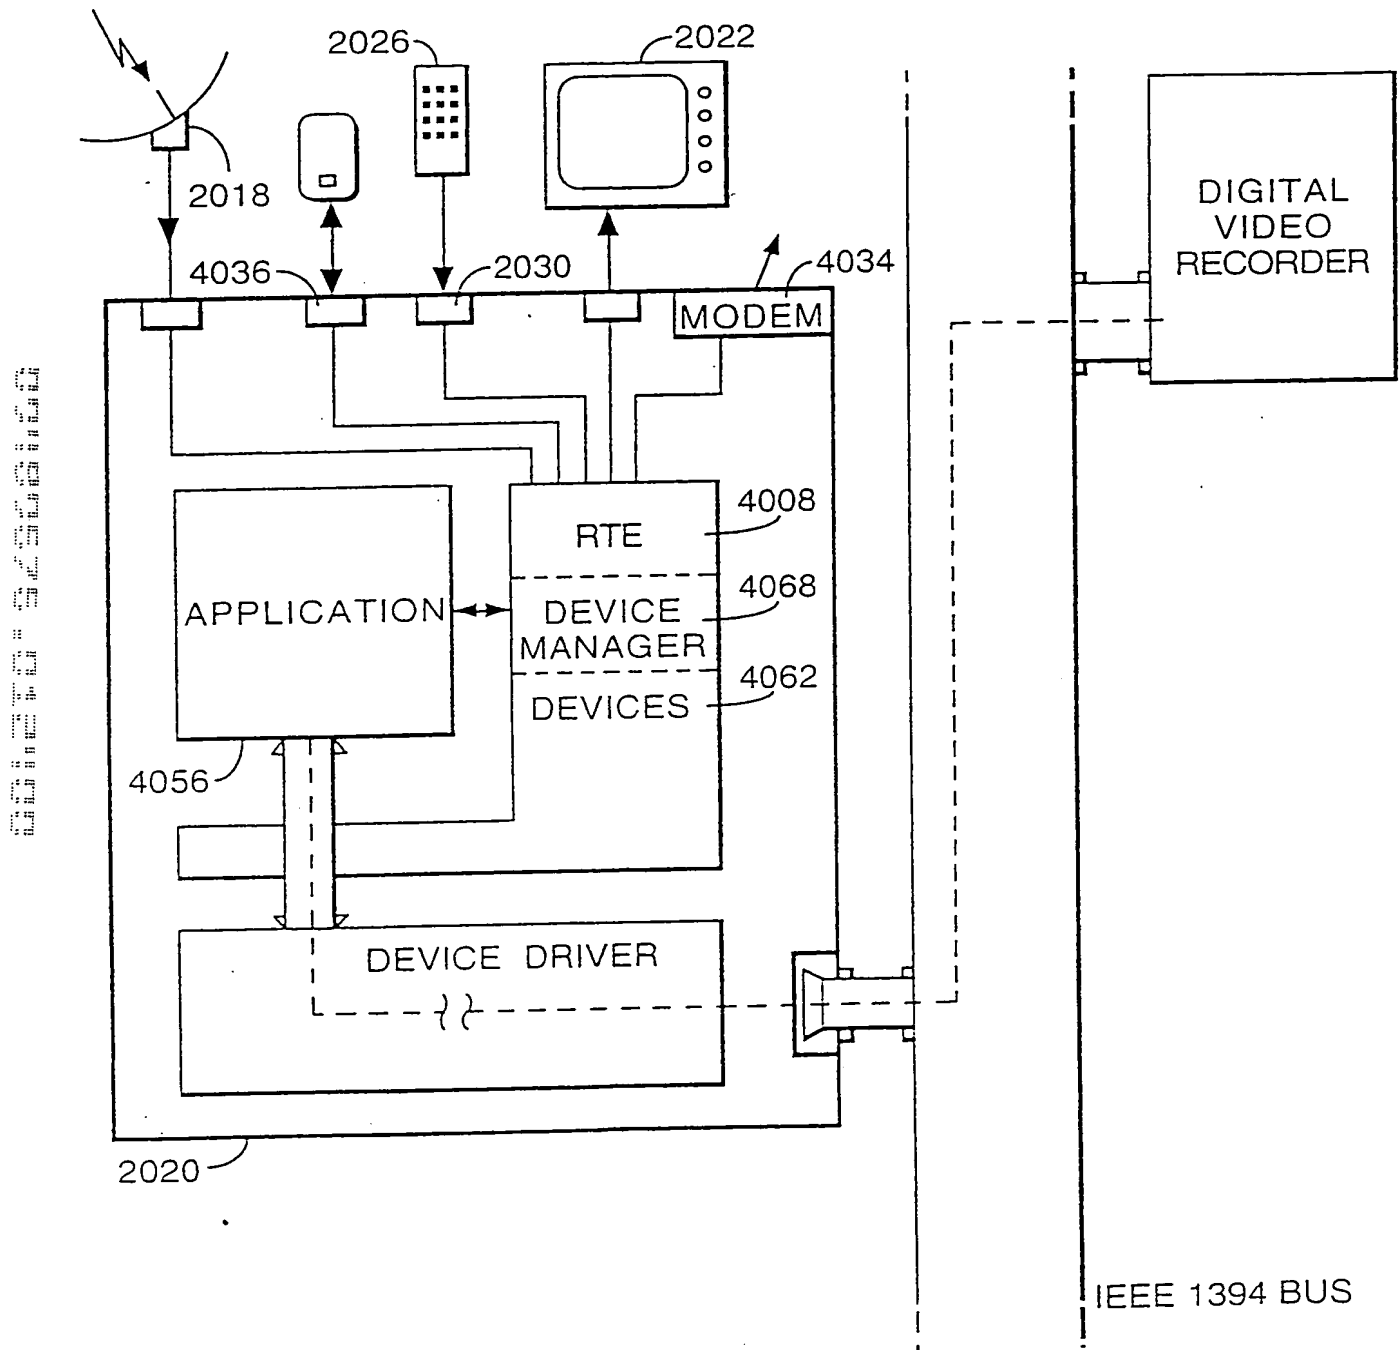 2026
2022
2018
DIGITAL
VIDEO
RECORDER
4036
2030
4034
MODEM
4008
RTE
4068
APPLICATION
DEVICE
MANAGER
4062
DEVICES
4056
DEVICE DRIVER
2020
IEEE 1394 BUS